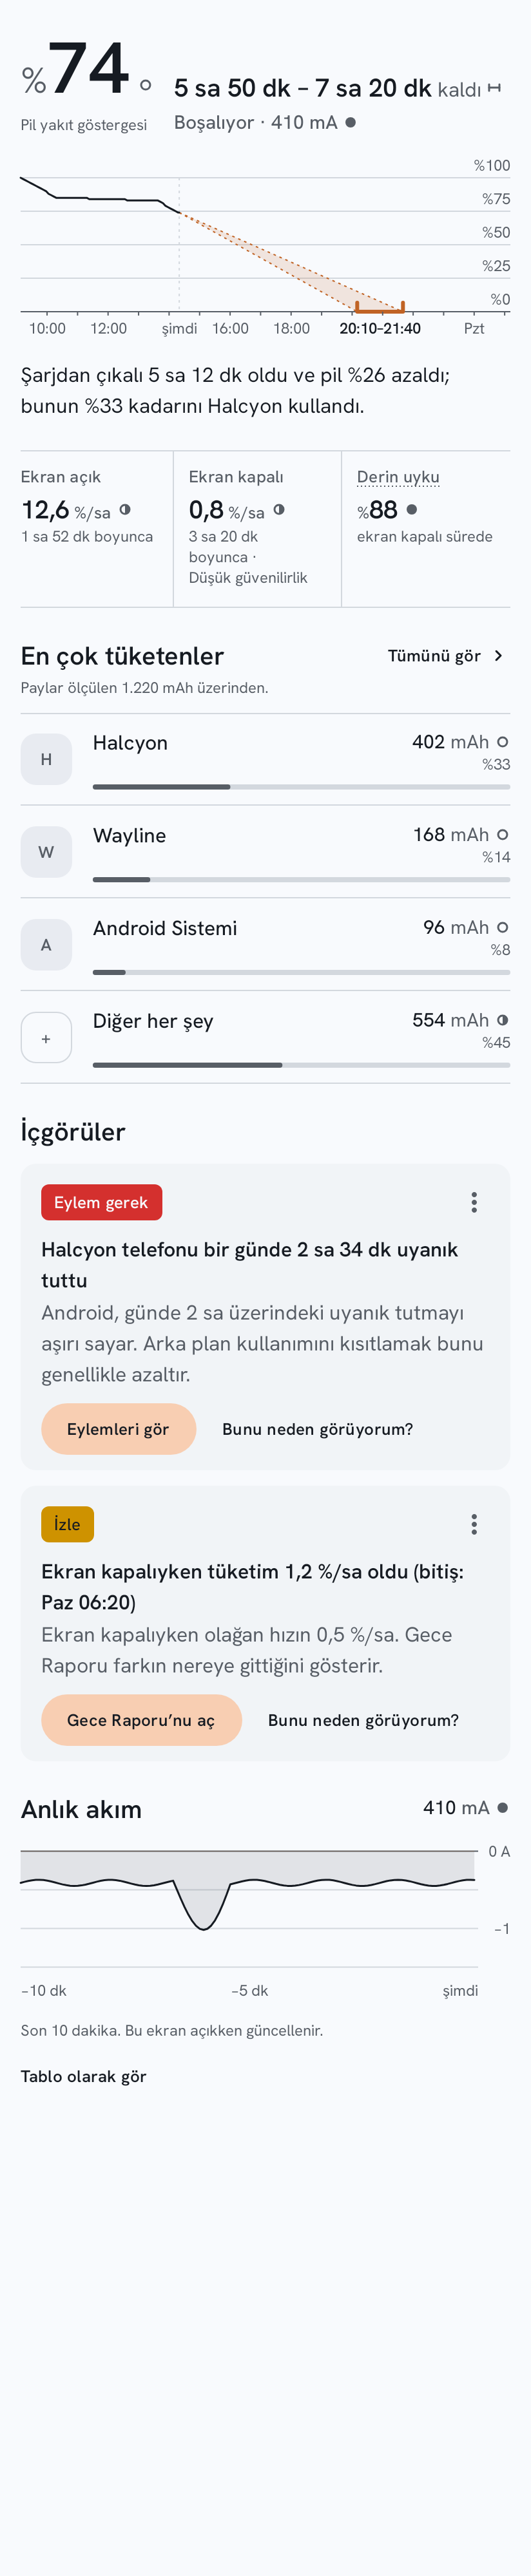 %74
Pil yakıt göstergesi
5 sa 50 dk – 7 sa 20 dk kaldı
Boşalıyor · 410 mA
%100
%75
%50
%25
%0
10:00 12:00 şimdi 16:00 18:00 20:10–21:40 Pzt
Şarjdan çıkalı 5 sa 12 dk oldu ve pil %26 azaldı;
bunun %33 kadarını Halcyon kullandı.
Ekran açık
12,6 %/sa
1 sa 52 dk boyunca
Ekran kapalı
0,8 %/sa
3 sa 20 dk
boyunca ·
Düşük güvenilirlik
Derin uyku
%88
ekran kapalı sürede
En çok tüketenler
Tümünü gör
Paylar ölçülen 1.220 mAh üzerinden.
H
Halcyon
402 mAh
%33
W
Wayline
168 mAh
%14
A
Android Sistemi
96 mAh
%8
+
Diğer her şey
554 mAh
%45
İçgörüler
Eylem gerek
Halcyon telefonu bir günde 2 sa 34 dk uyanık
tuttu
Android, günde 2 sa üzerindeki uyanık tutmayı
aşırı sayar. Arka plan kullanımını kısıtlamak bunu
genellikle azaltır.
Eylemleri gör
Bunu neden görüyorum?
İzle
Ekran kapalıyken tüketim 1,2 %/sa oldu (bitiş:
Paz 06:20)
Ekran kapalıyken olağan hızın 0,5 %/sa. Gece
Raporu farkın nereye gittiğini gösterir.
Gece Raporu’nu aç
Bunu neden görüyorum?
Anlık akım
410 mA
0 A
−1
−10 dk −5 dk şimdi
Son 10 dakika. Bu ekran açıkken güncellenir.
Tablo olarak gör